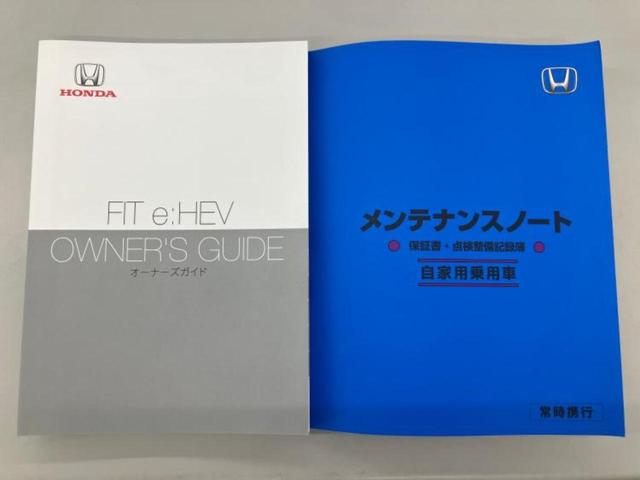 HONDA
FIT e:HEV
OWNER'S GUIDE
オーナーズガイド
メンテナンスノート
保証書・点検整備記録簿
自家用乗用車
常時携行